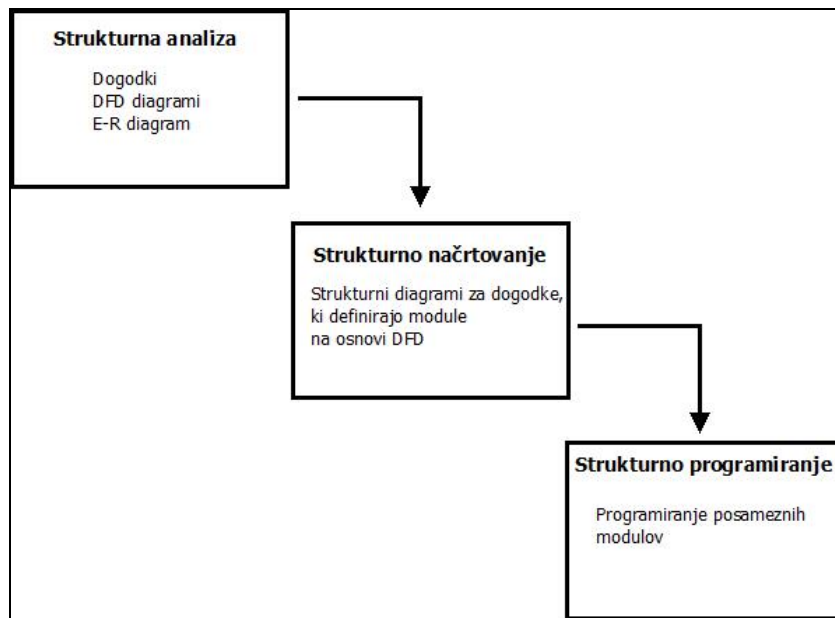 Strukturna analiza
Dogodki
DFD diagrami
E-R diagram
Strukturno načrtovanje
Strukturni diagrami za dogodke,
ki definirajo module
na osnovi DFD
Strukturno programiranje
Programiranje posameznih
modulov